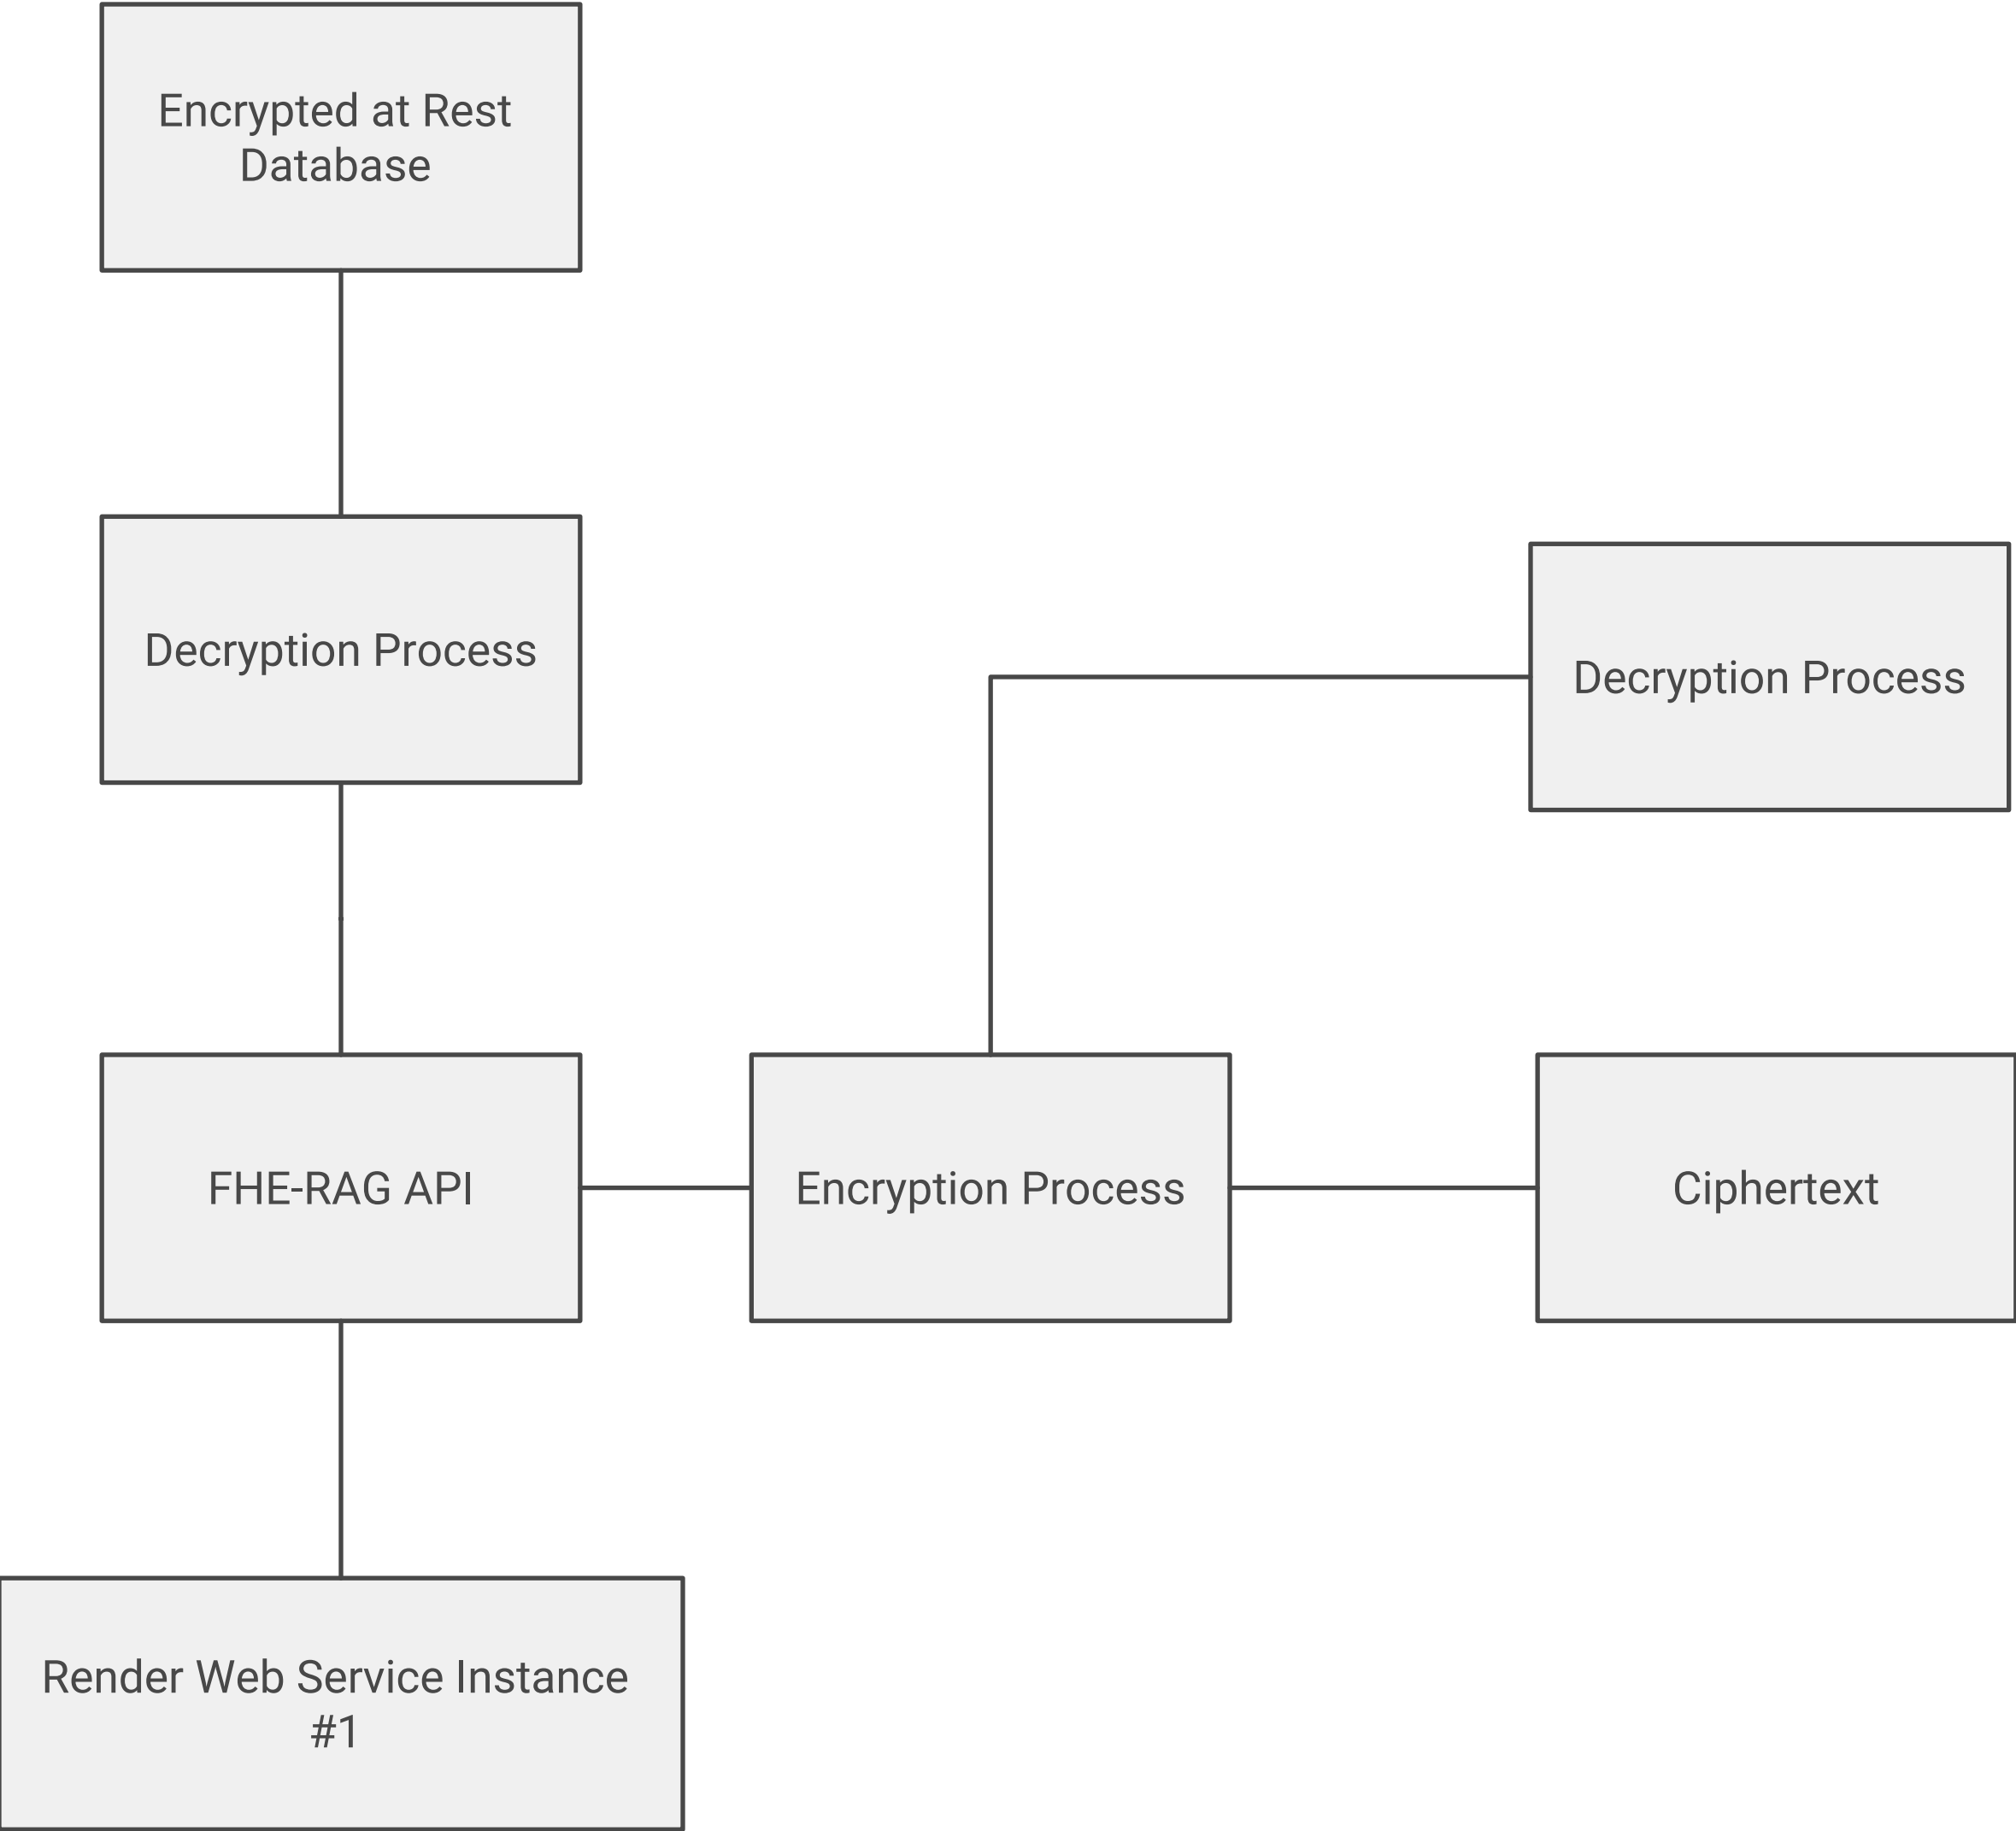 Encrypted at Rest
Database
Decryption Process
Decryption Process
FHE-RAG API
Encryption Process
Ciphertext
Render Web Service Instance
#1